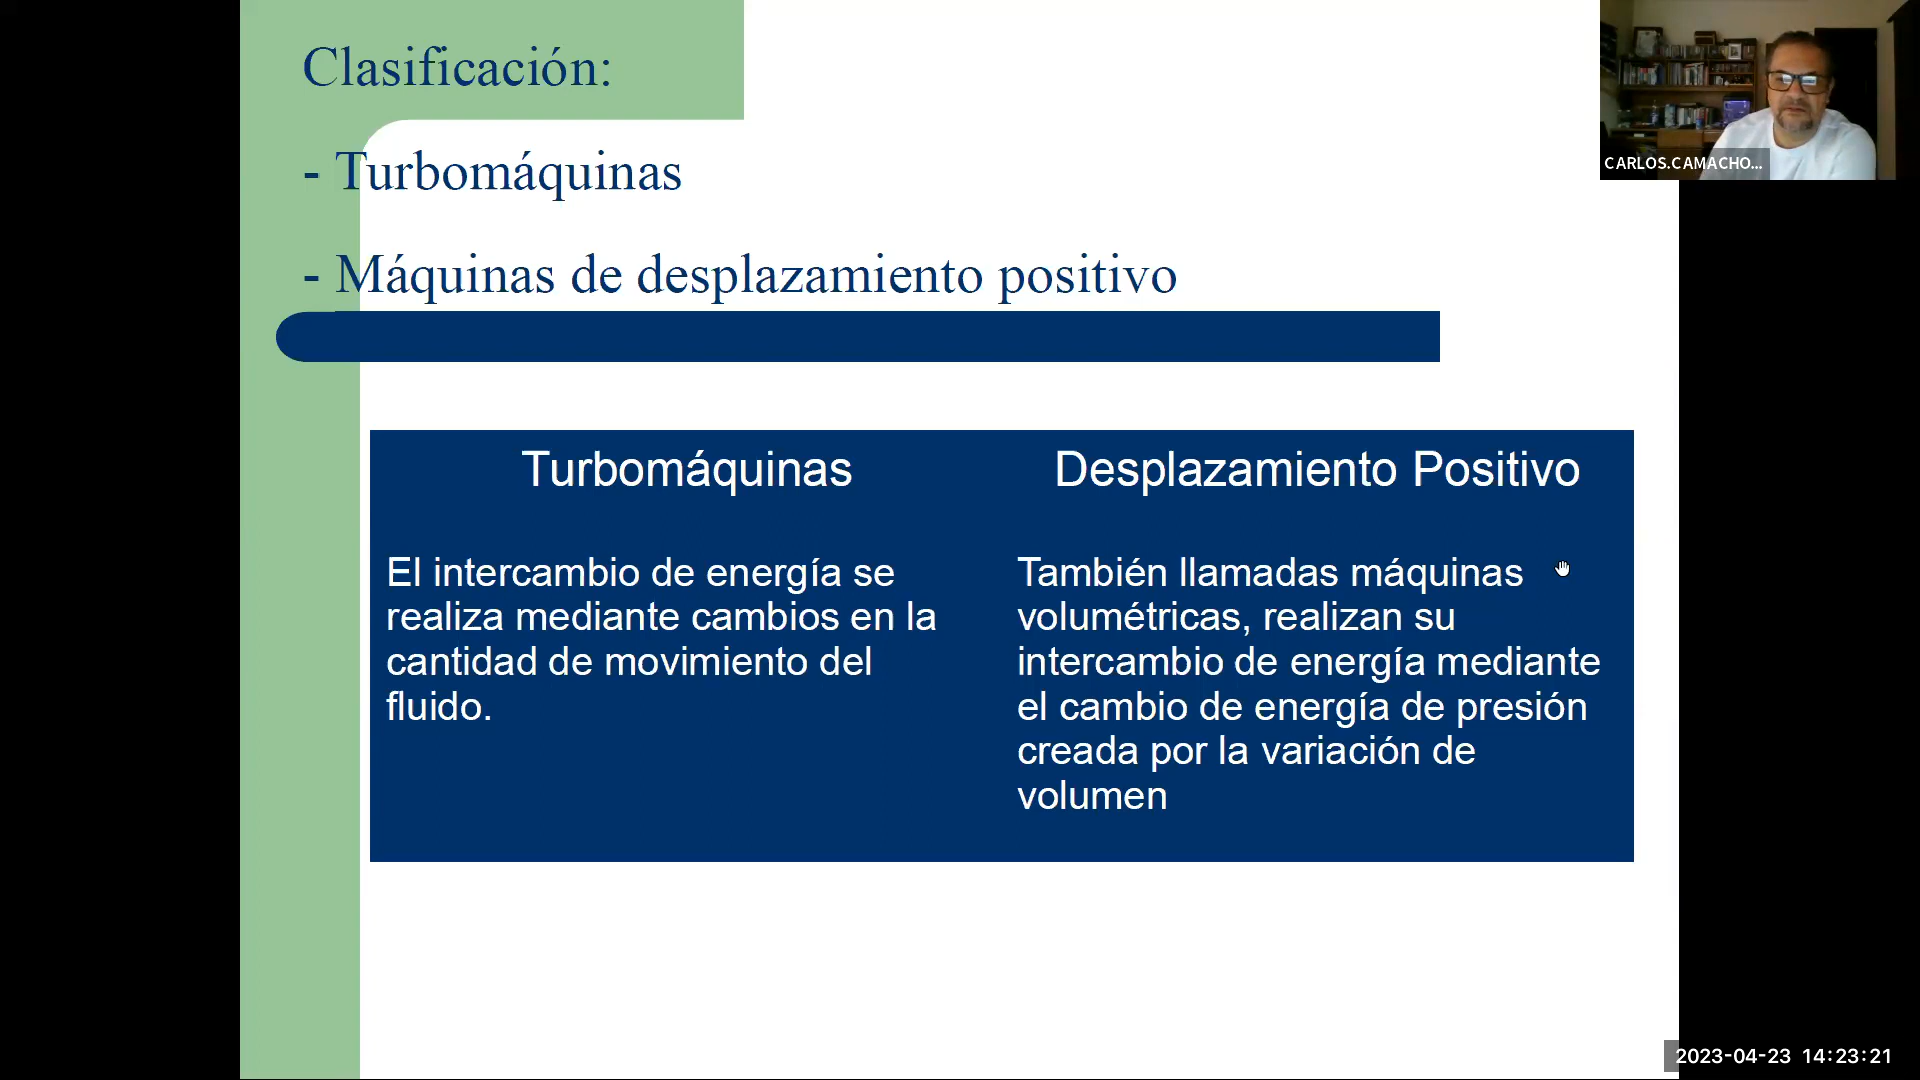 Clasificación:
- Turbomáquinas
- Máquinas de desplazamiento positivo
CARLOS.CAMACHO...
Turbomáquinas
El intercambio de energía se
realiza mediante cambios en la
cantidad de movimiento del
fluido.
Desplazamiento Positivo
También llamadas máquinas
volumétricas, realizan su
intercambio de energía mediante
el cambio de energía de presión
creada por la variación de
volumen
2023-04-23 14:23:21